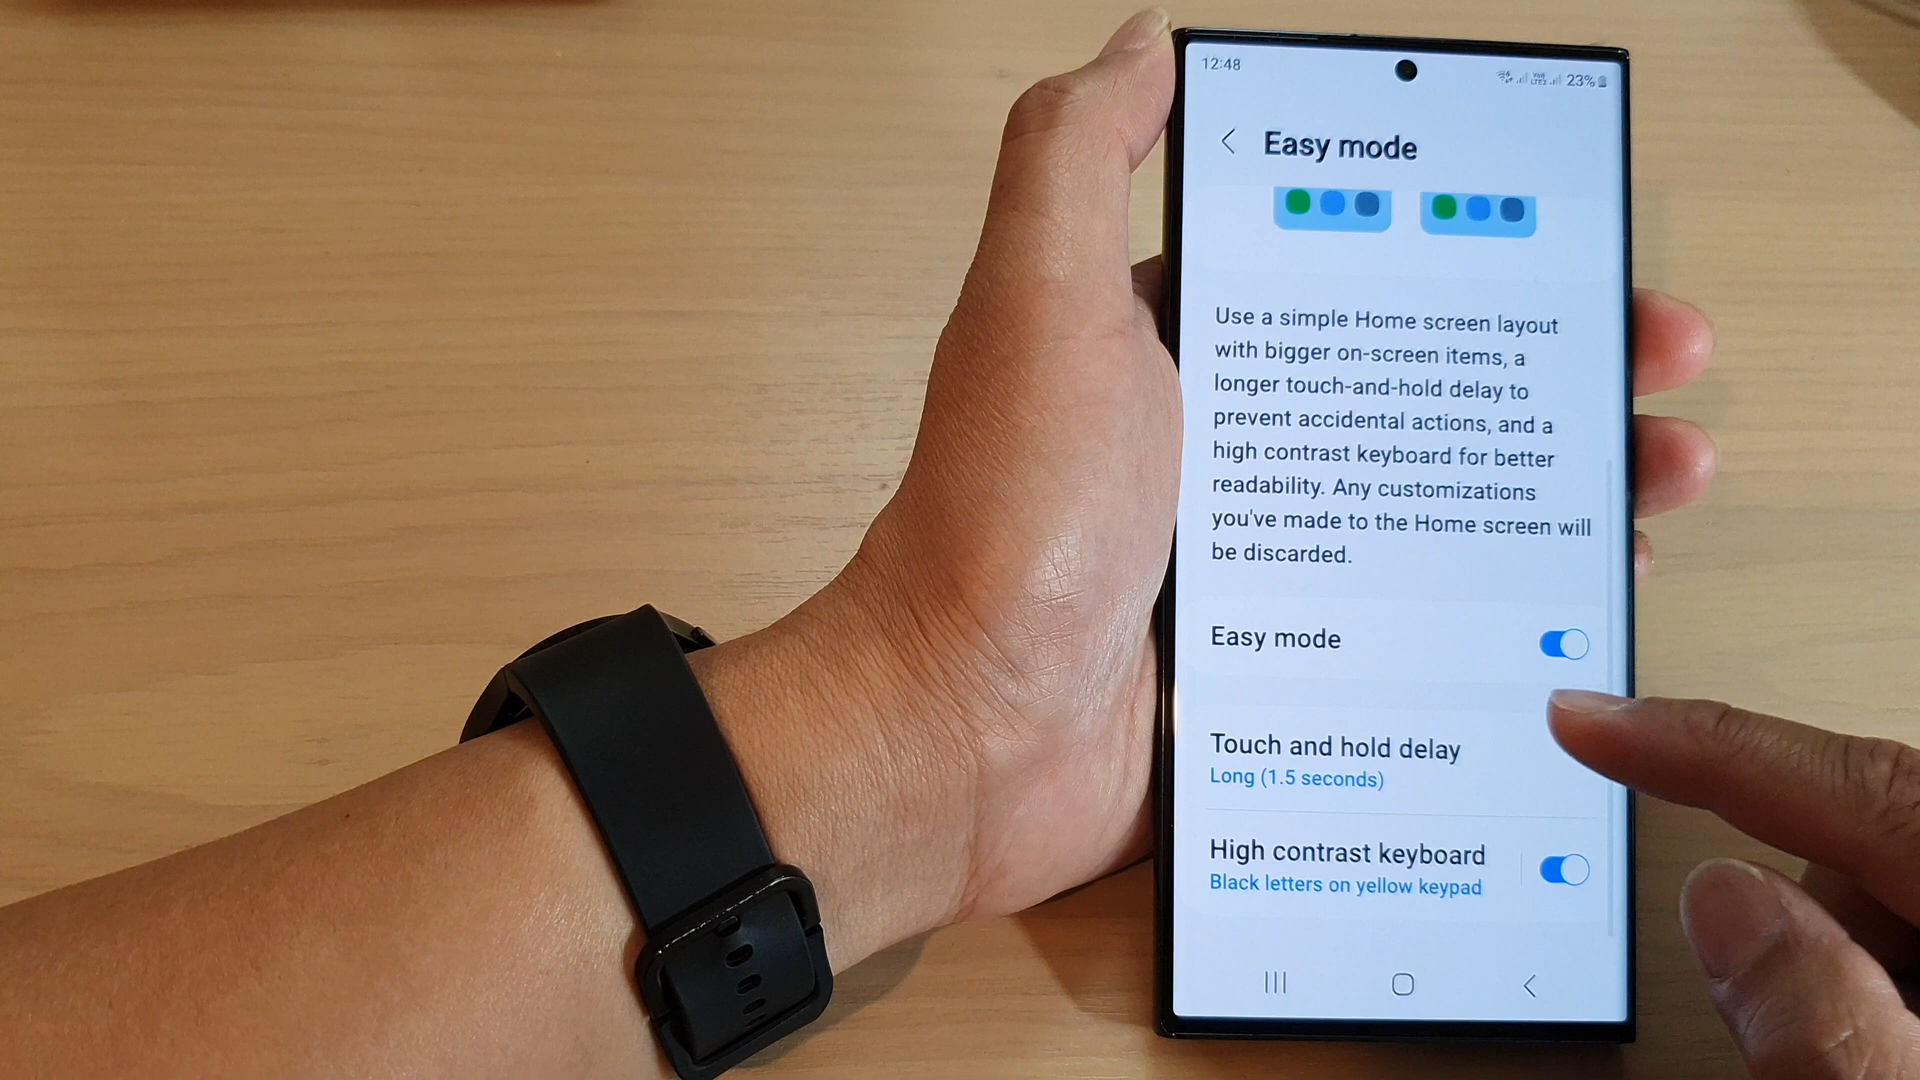 12:48
23%
Easy mode
Use a simple Home screen layout
with bigger on-screen items, a
longer touch-and-hold delay to
prevent accidental actions, and a
high contrast keyboard for better
readability. Any customizations
you've made to the Home screen will
be discarded.
Easy mode
Touch and hold delay
Long (1.5 seconds)
High contrast keyboard
Black letters on yellow keypad